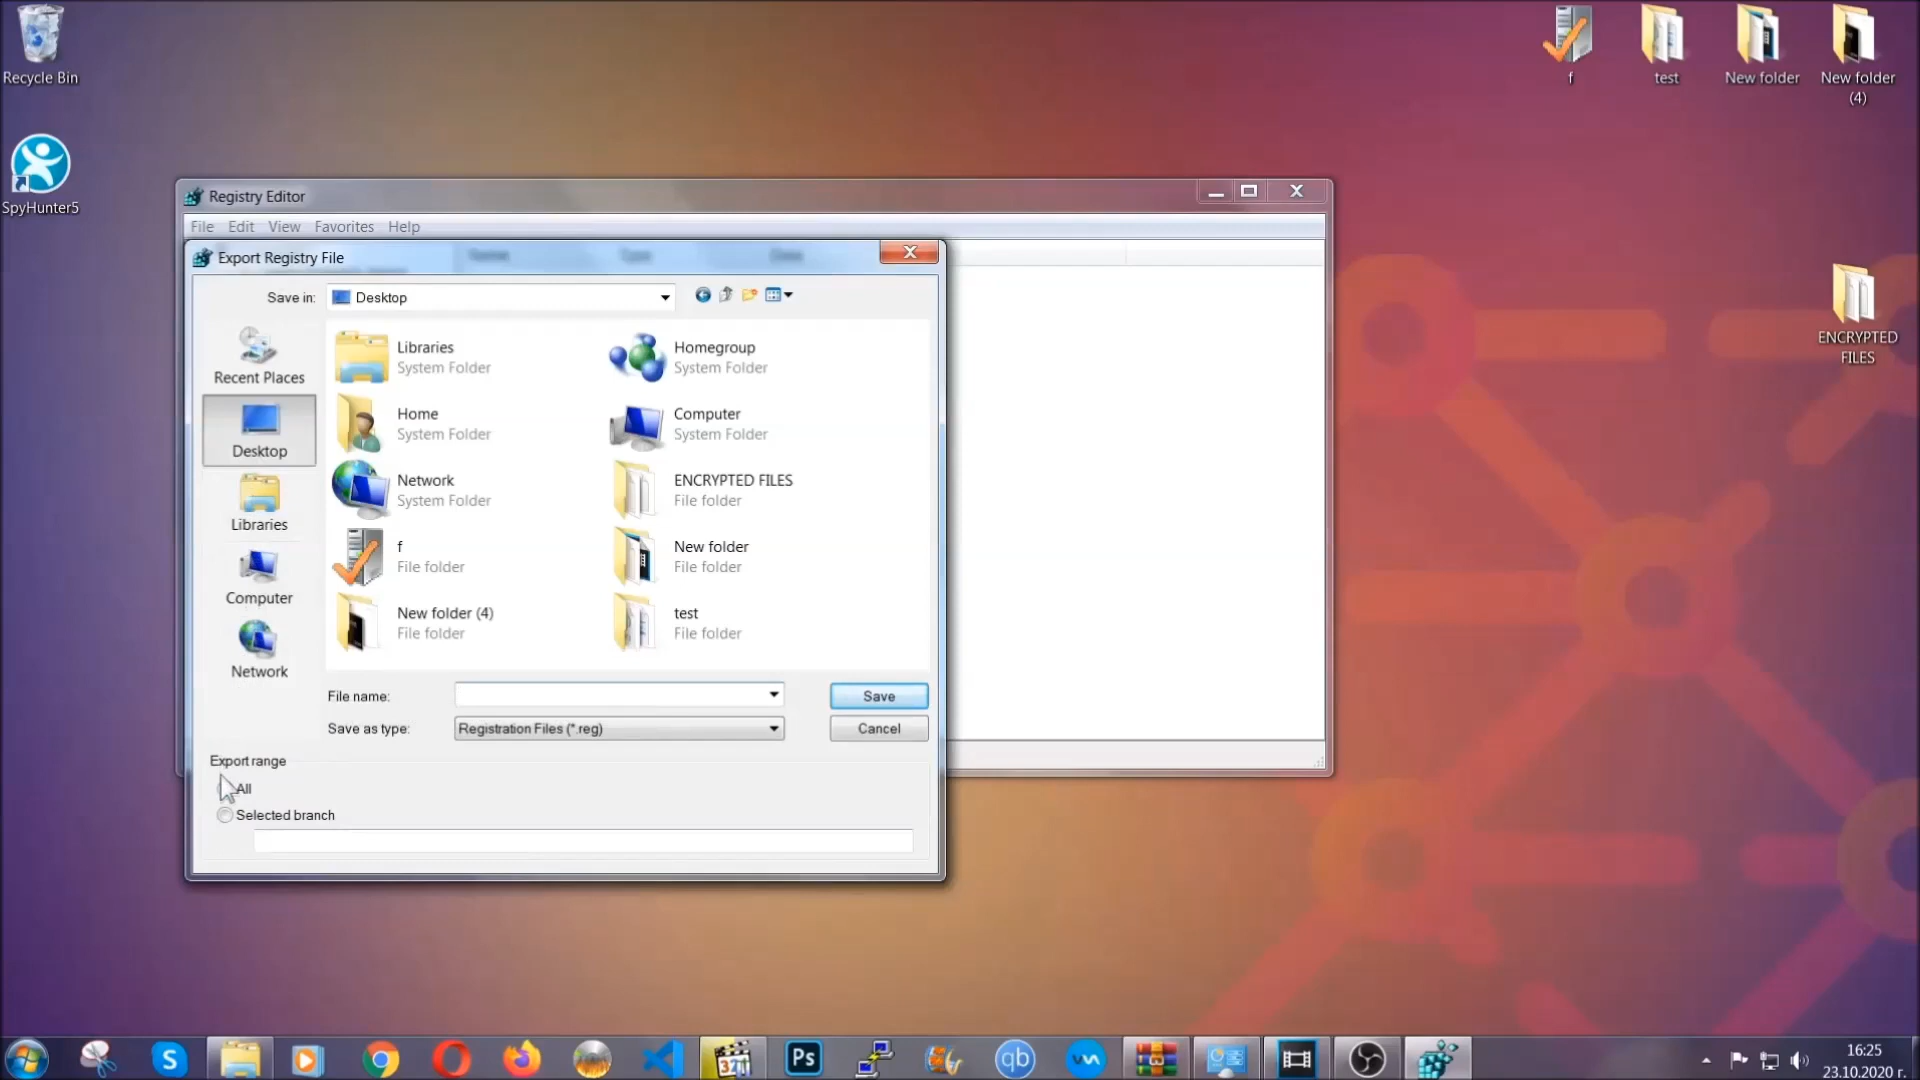 Recycle Bin
SpyHunter5
f
test
New folder
New folder
(4)
ENCRYPTED
FILES
Registry Editor
File Edit View Favorites Help
Export Registry File
Save in:
Desktop
Recent Places
Desktop
Libraries
Computer
Network
Libraries
System Folder
Homegroup
System Folder
Home
System Folder
Computer
System Folder
Network
System Folder
ENCRYPTED FILES
File folder
f
File folder
New folder
File folder
New folder (4)
File folder
test
File folder
File name:
Save
Save as type:
Registration Files (*.reg)
Cancel
Export range
All
Selected branch
S
321
Ps
qb
16:25
23.10.2020 г.